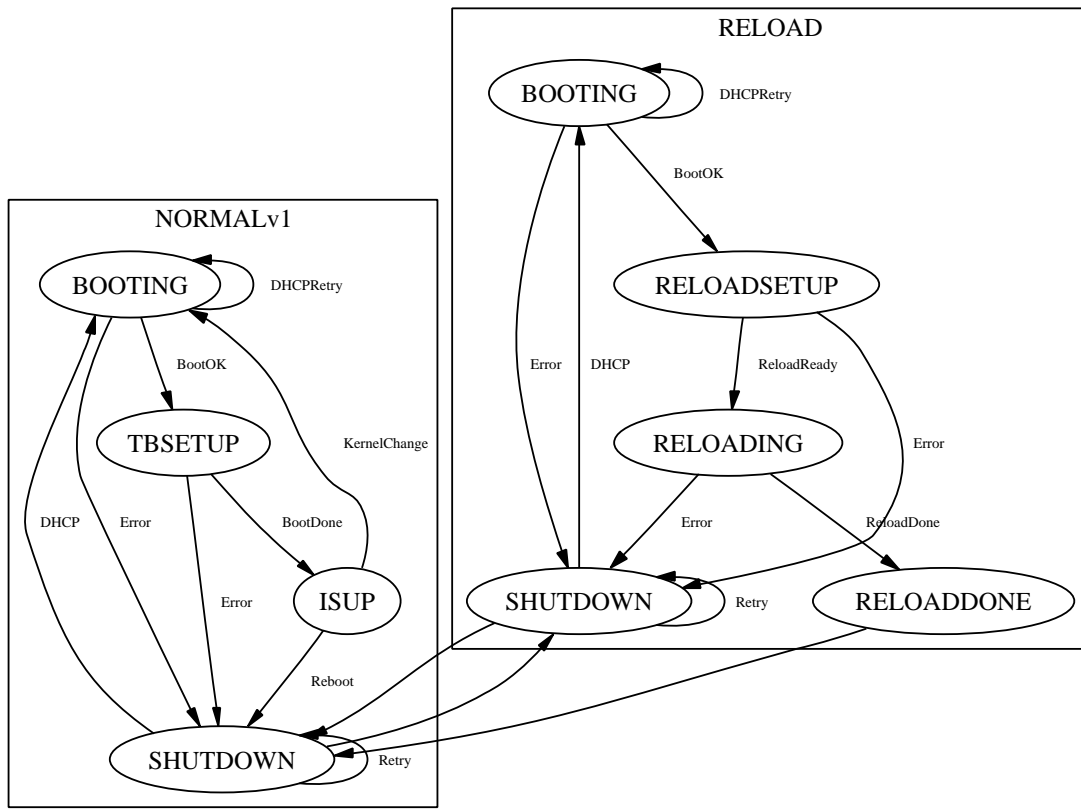 RELOAD
BOOTING
DHCPRetry
BootOK
NORMALv1
BOOTING
DHCPRetry
RELOADSETUP
Error
DHCP
BootOK
ReloadReady
TBSETUP
KernelChange
RELOADING
Error
DHCP
Error
BootDone
Error
ReloadDone
Error
ISUP
SHUTDOWN
Retry
RELOADDONE
Reboot
SHUTDOWN
Retry